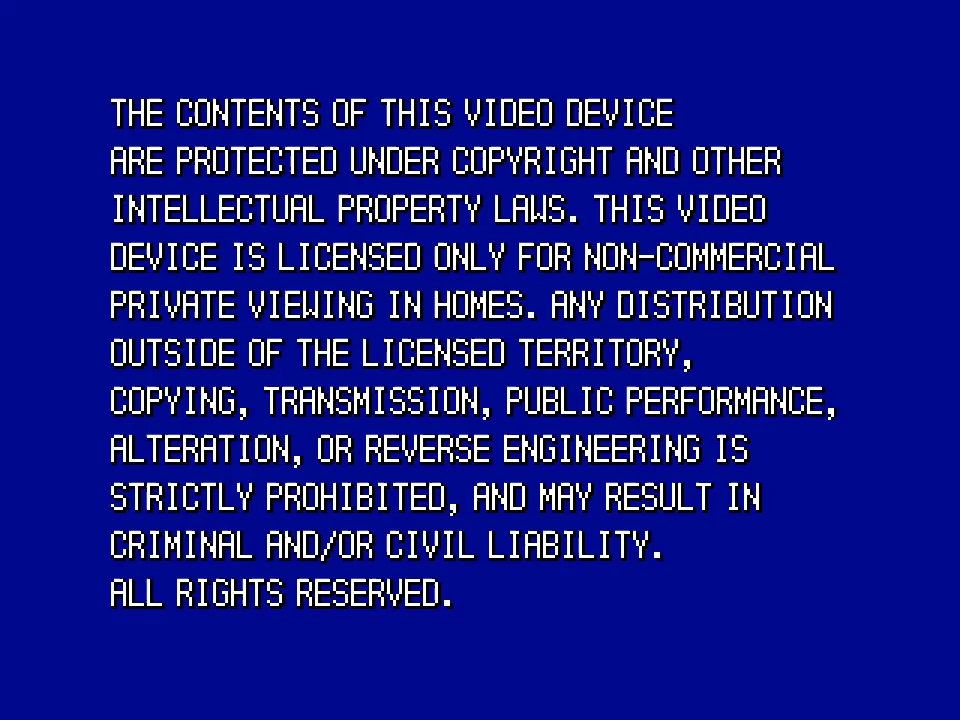 THE CONTENTS OF THIS VIDEO DEVICE
ARE PROTECTED UNDER COPYRIGHT AND OTHER
INTELLECTUAL PROPERTY LAWS. THIS VIDEO
DEVICE IS LICENSED ONLY FOR NON-COMMERCIAL
PRIVATE VIEWING IN HOMES. ANY DISTRIBUTION
OUTSIDE OF THE LICENSED TERRITORY,
COPYING, TRANSMISSION, PUBLIC PERFORMANCE,
ALTERATION, OR REVERSE ENGINEERING IS
STRICTLY PROHIBITED, AND MAY RESULT IN
CRIMINAL AND/OR CIVIL LIABILITY.
ALL RIGHTS RESERVED.